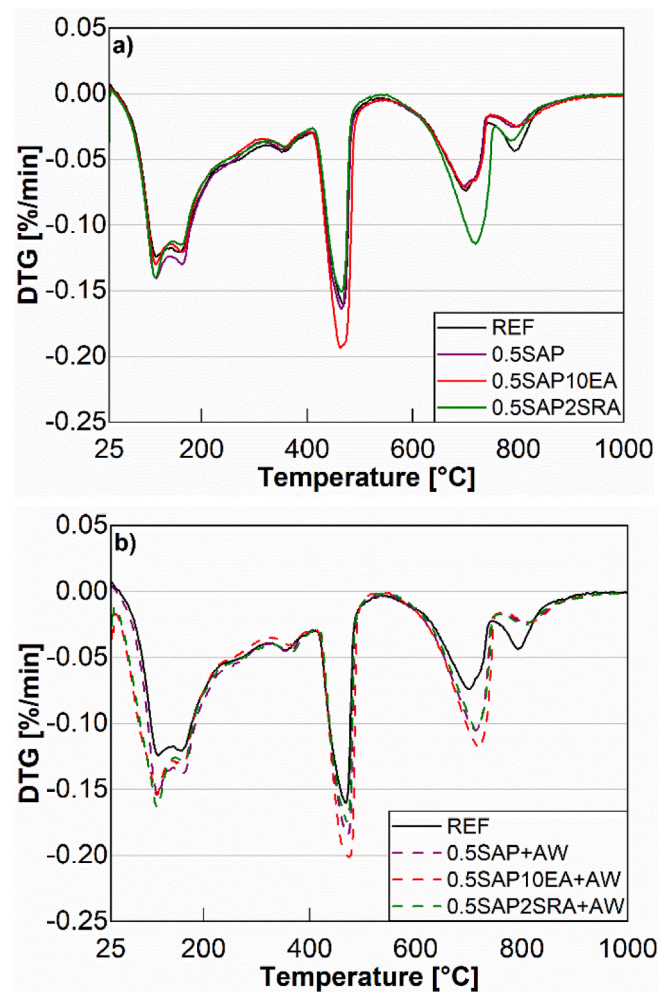 a)
0.05
0.00
-0.05
-0.10
-0.15
-0.20
-0.25
DTG [%/min]
REF
0.5SAP
0.5SAP10EA
0.5SAP2SRA
25 200 400 600 800 1000
Temperature [°C]
b)
0.05
0.00
-0.05
-0.10
-0.15
-0.20
-0.25
DTG [%/min]
REF
0.5SAP+AW
0.5SAP10EA+AW
0.5SAP2SRA+AW
25 200 400 600 800 1000
Temperature [°C]